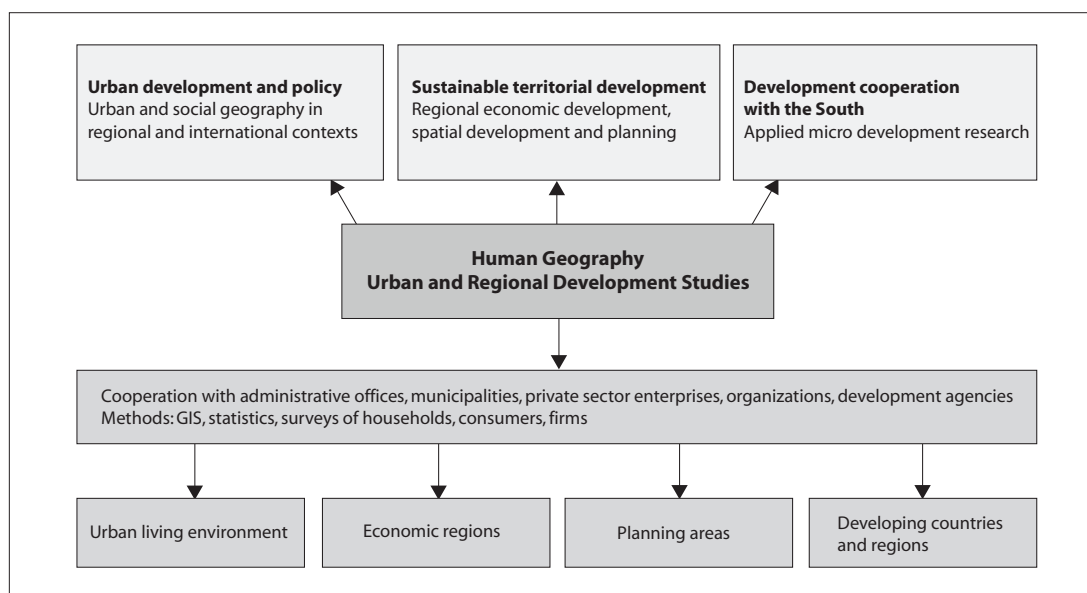 Urban development and policy
Urban and social geography in
regional and international contexts
Sustainable territorial development
Regional economic development,
spatial development and planning
Development cooperation
with the South
Applied micro development research
Human Geography
Urban and Regional Development Studies
Cooperation with administrative offices, municipalities, private sector enterprises, organizations, development agencies
Methods: GIS, statistics, surveys of households, consumers, firms
Urban living environment
Economic regions
Planning areas
Developing countries
and regions